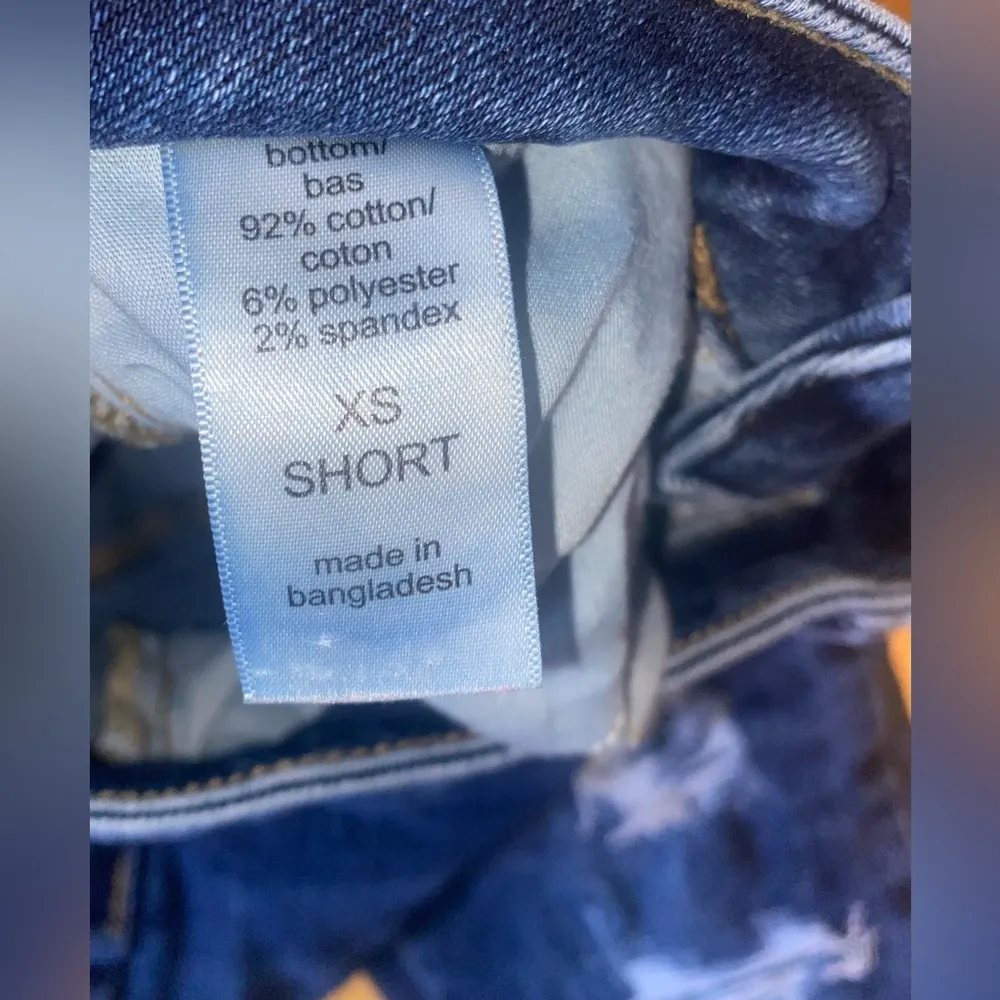 bottom/
bas
92% cotton/
coton
6% polyester
2% spandex
XS
SHORT
made in
bangladesh